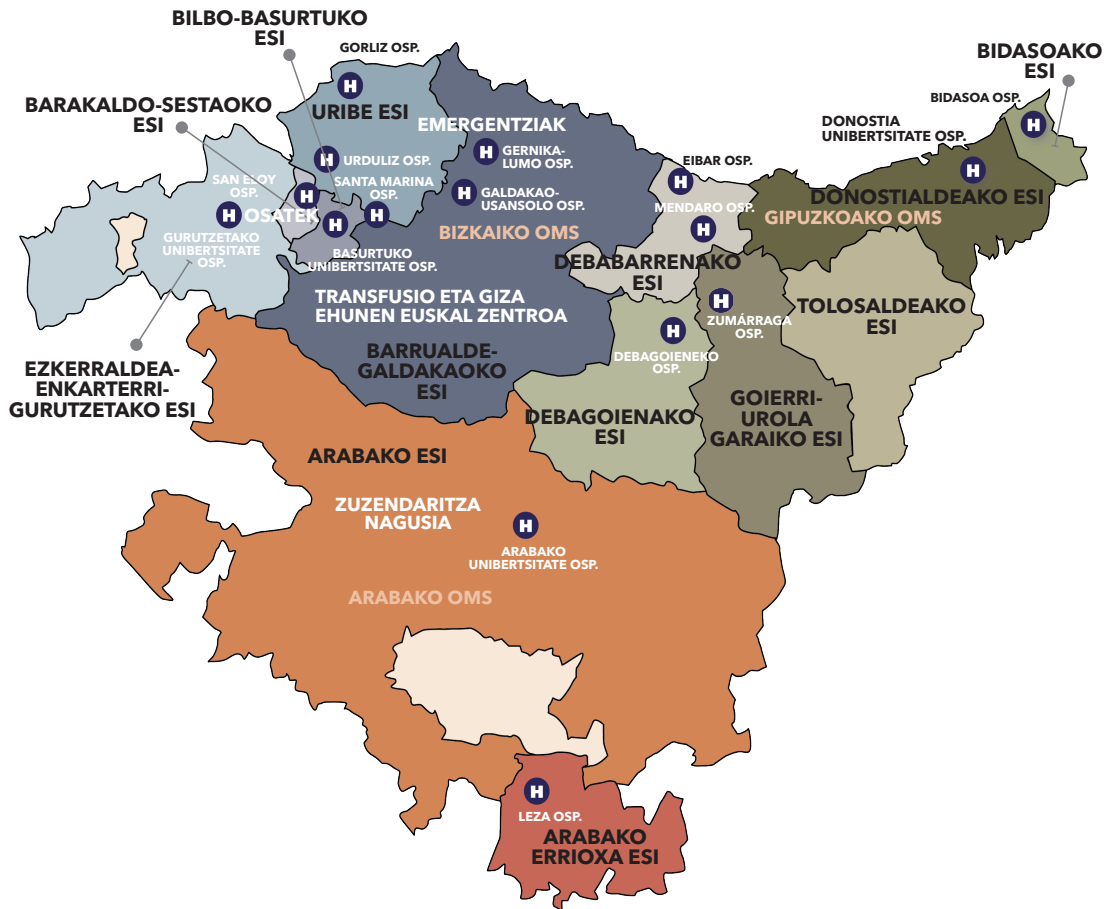 BILBO-BASURTUKO
ESI
GORLIZ OSP.
H
URIBE ESI
BARAKALDO-SESTAOKO
ESI
EMERGENTZIAK
H
GERNIKA-
LUMO OSP.
H
URDULIZ OSP.
SAN ELOY
OSP.
H
SANTA MARINA
OSP.
H
H
GALDAKAO-
USANSOLO OSP.
H
OSATEK
H
GURUTZETAKO
UNIBERTSITATE
OSP.
BASURTUKO
UNIBERTSITATE OSP.
BIZKAIKO OMS
EIBAR OSP.
H
MENDARO OSP.
H
DEBABARRENAKO
ESI
BIDASOAKO
ESI
BIDASOA OSP.
H
DONOSTIA
UNIBERTSITATE OSP.
H
DONOSTIALDEAKO ESI
GIPUZKOAKO OMS
TRANSFUSIO ETA GIZA
EHUNEN EUSKAL ZENTROA
H
ZUMÁRRAGA
OSP.
TOLOSALDEAKO
ESI
H
DEBAGOIENEKO
OSP.
BARRUALDE-
GALDAKAOKO
ESI
EZKERRALDEA-
ENKARTERRI-
GURUTZETAKO ESI
DEBAGOIENAKO
ESI
GOIERRI-
UROLA
GARAIKO ESI
ARABAKO ESI
ZUZENDARITZA
NAGUSIA
H
ARABAKO
UNIBERTSITATE OSP.
ARABAKO OMS
H
LEZA OSP.
ARABAKO
ERRIOXA ESI